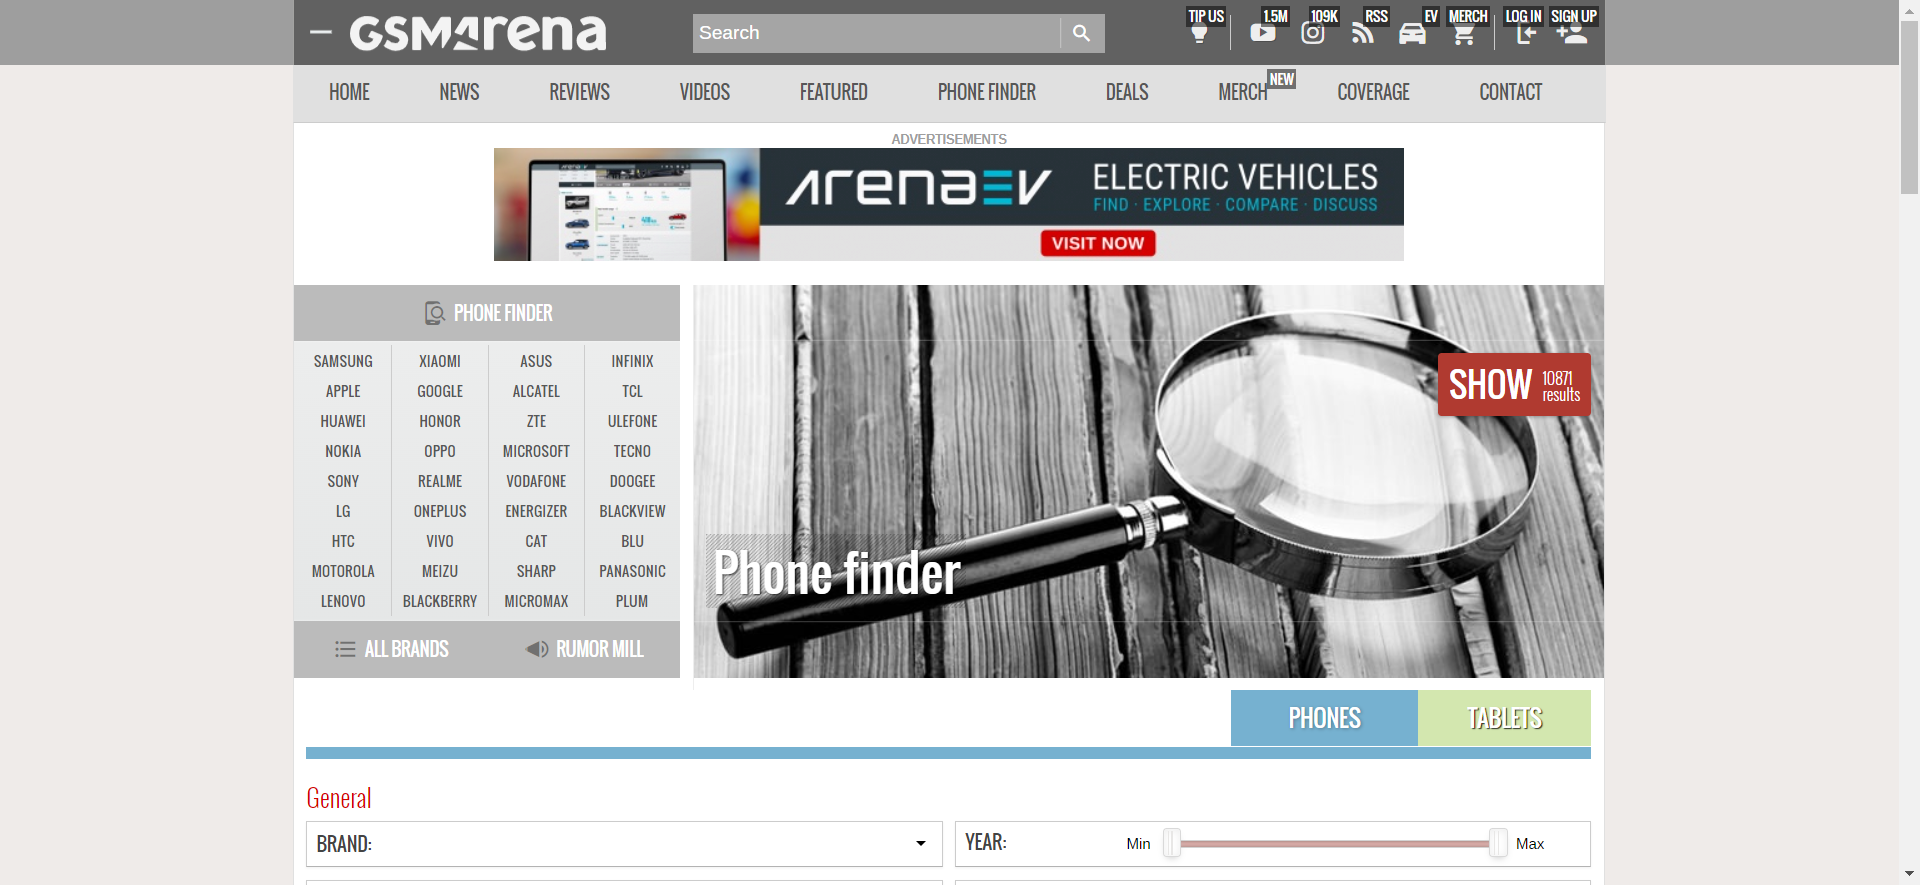 GSMArena
Search
TIP US
1.5M
109K
RSS
EV
MERCH
LOG IN
SIGN UP
HOME
NEWS
REVIEWS
VIDEOS
FEATURED
PHONE FINDER
DEALS
MERCH
NEW
COVERAGE
CONTACT
ADVERTISEMENTS
ARENAEV
ELECTRIC VEHICLES
FIND · EXPLORE · COMPARE · DISCUSS
VISIT NOW
PHONE FINDER
SAMSUNG XIAOMI ASUS INFINIX
APPLE GOOGLE ALCATEL TCL
HUAWEI HONOR ZTE ULEFONE
NOKIA OPPO MICROSOFT TECNO
SONY REALME VODAFONE DOOGEE
LG ONEPLUS ENERGIZER BLACKVIEW
HTC VIVO CAT BLU
MOTOROLA MEIZU SHARP PANASONIC
LENOVO BLACKBERRY MICROMAX PLUM
ALL BRANDS
RUMOR MILL
SHOW
10871
results
Phone finder
PHONES
TABLETS
General
BRAND:
YEAR:
Min
Max